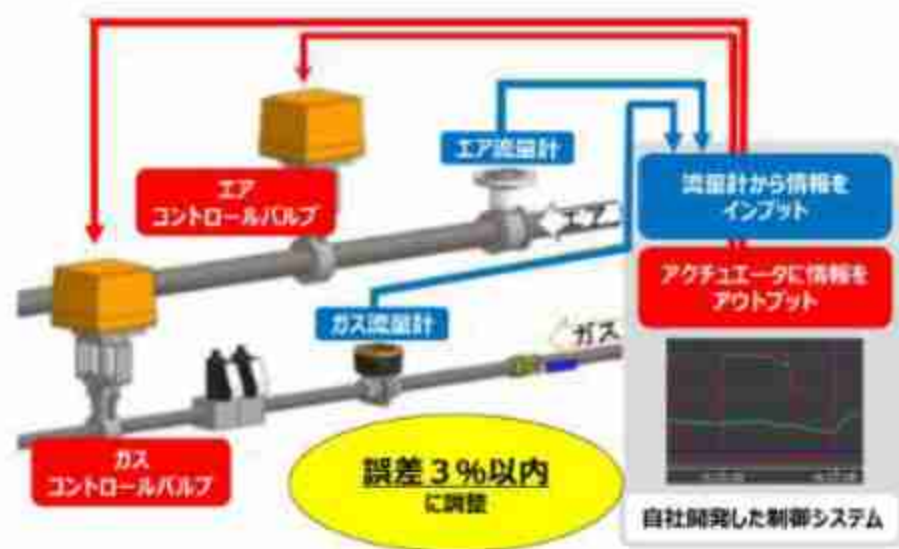 エア流量計
エア
コントロールバルブ
エア
流量計から情報を
インプット
アクチュエータに情報を
アウトプット
ガス流量計
ガス
ガス
コントロールバルブ
誤差3%以内
に調整
自社開発した制御システム